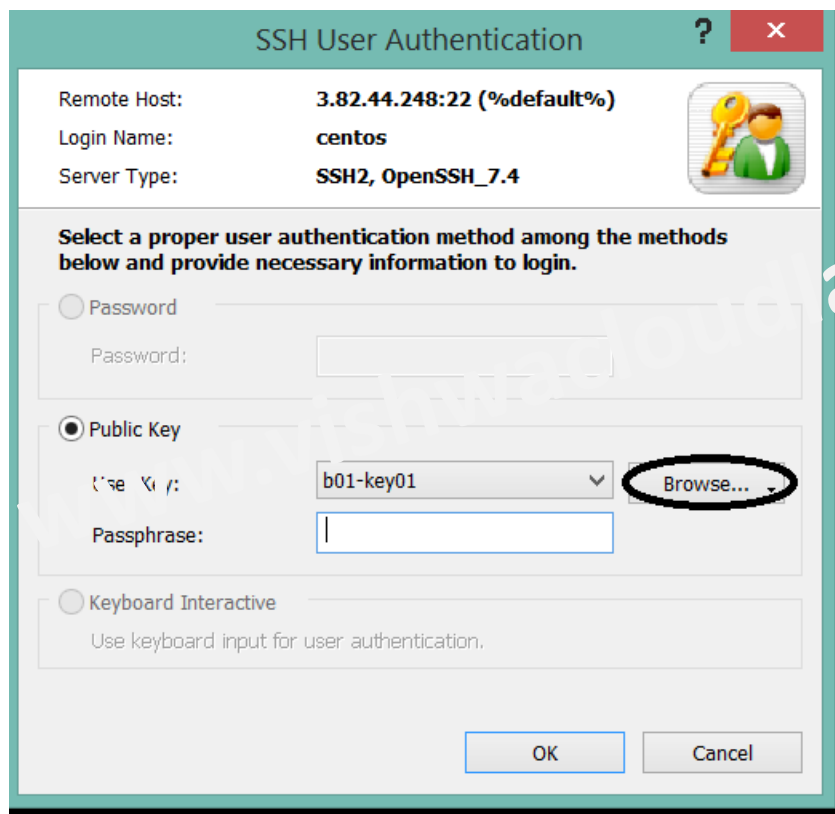 SSH User Authentication ? ×
Remote Host: 3.82.44.248:22 (%default%)
Login Name: centos
Server Type: SSH2, OpenSSH_7.4
Select a proper user authentication method among the methods
below and provide necessary information to login.
Password
Password:
Public Key
User Key: b01-key01 Browse...
Passphrase:
Keyboard Interactive
Use keyboard input for user authentication.
OK Cancel